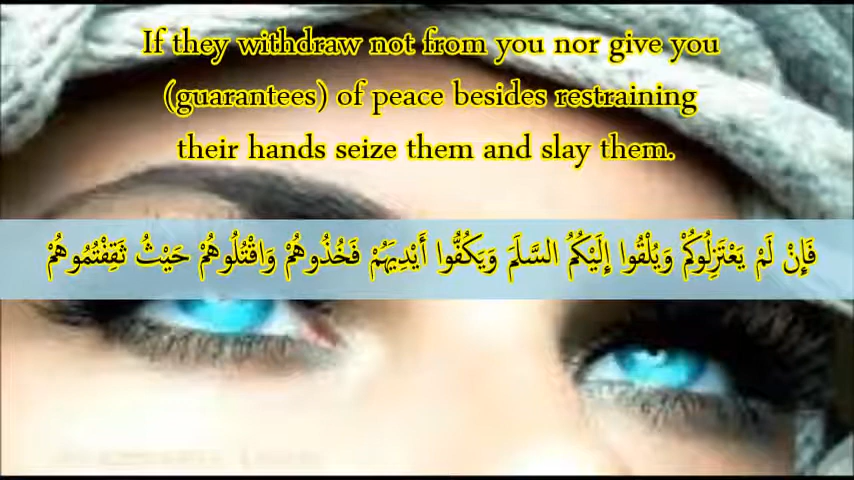 If they withdraw not from you nor give you
(guarantees) of peace besides restraining
their hands seize them and slay them.
فَإِنْ لَمْ يَعْتَزِلُوكُمْ وَيُلْقُوا إِلَيْكُمُ السَّلَمَ وَيَكُفُّوا أَيْدِيَهُمْ فَخُذُوهُمْ وَاقْتُلُوهُمْ حَيْثُ ثَقِفْتُمُوهُمْ